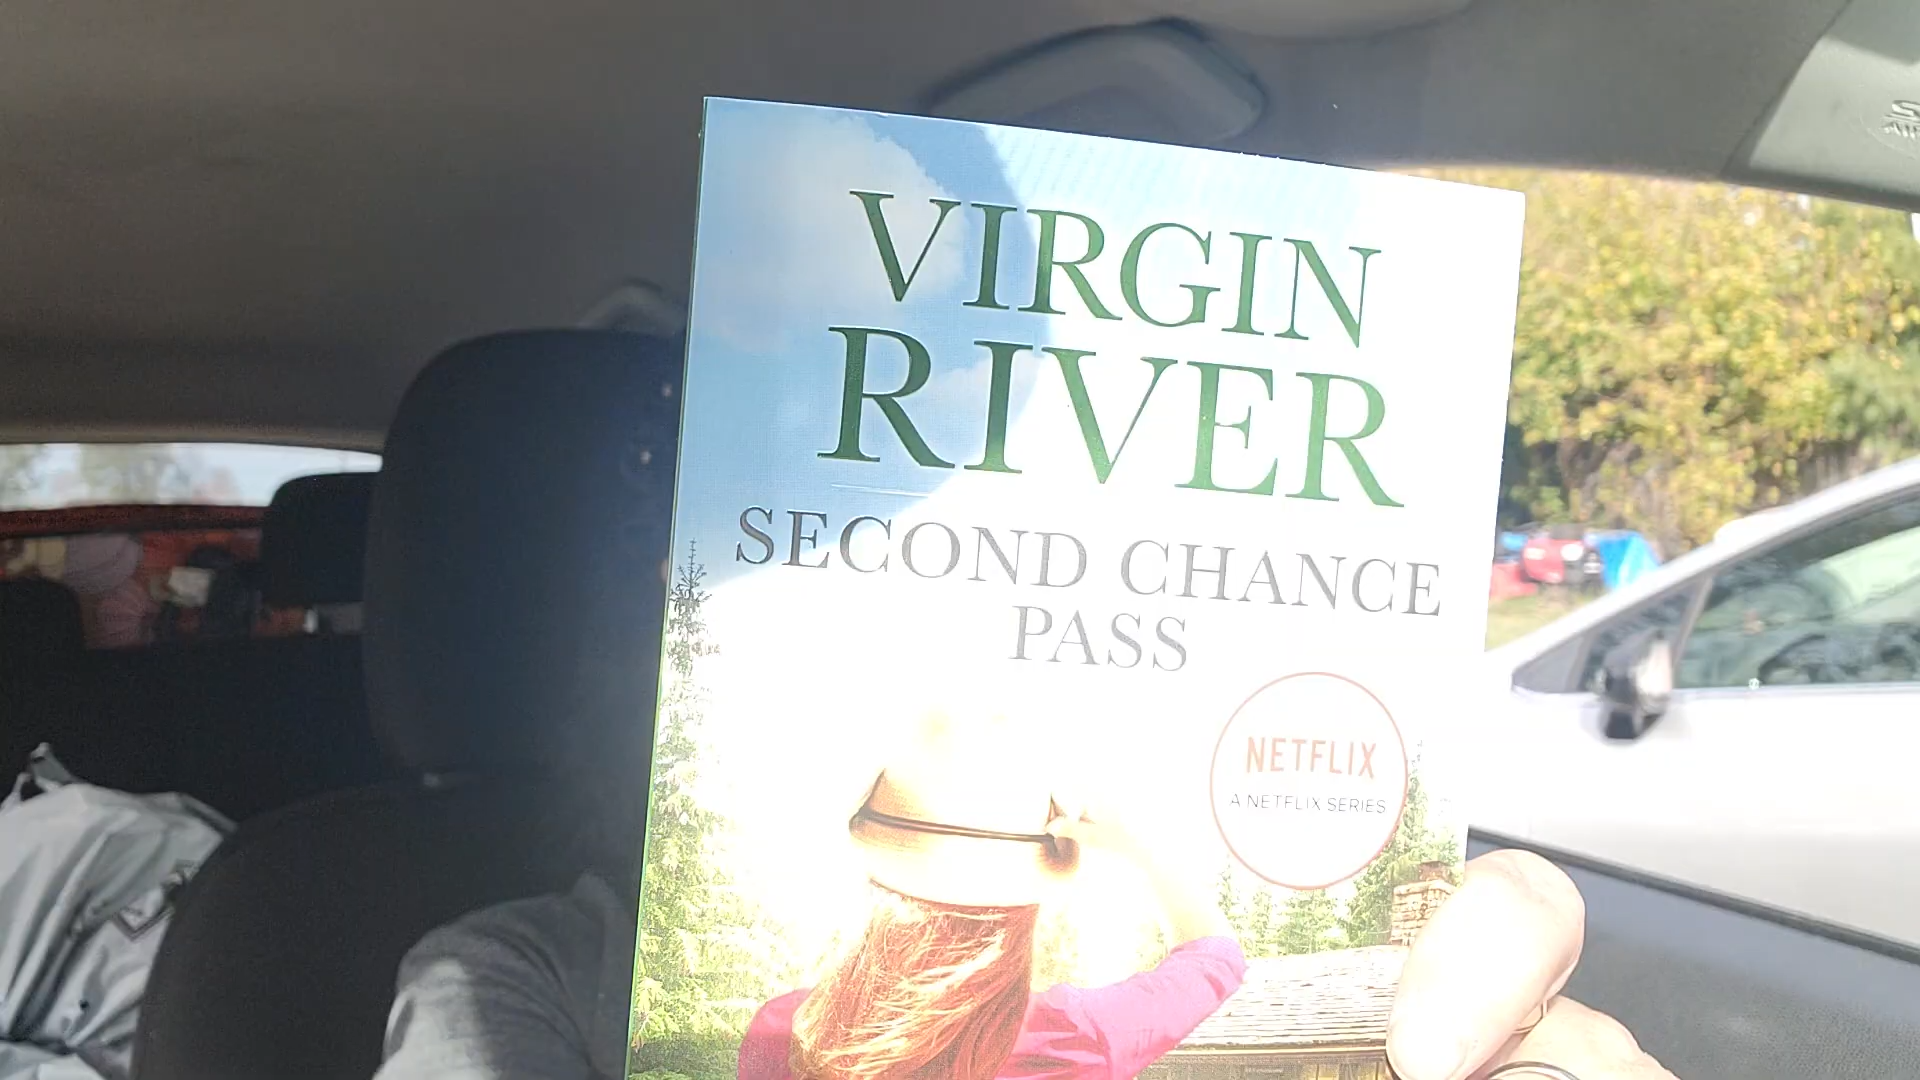 VIRGIN
RIVER
SECOND CHANCE
PASS
NETFLIX
A NETFLIX SERIES